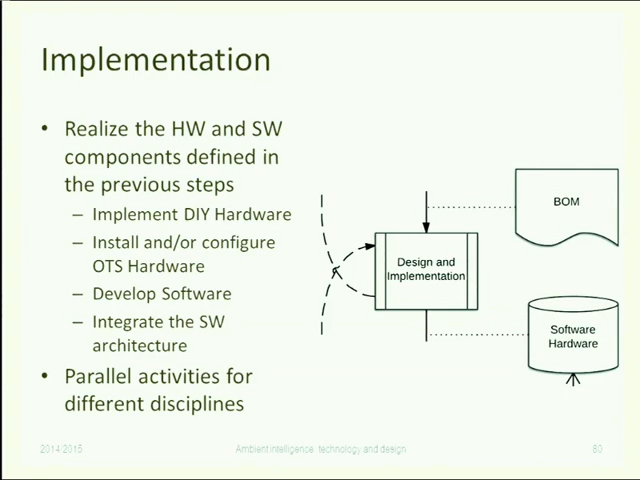 Implementation
• Realize the HW and SW
components defined in
the previous steps
– Implement DIY Hardware
– Install and/or configure
OTS Hardware
– Develop Software
– Integrate the SW
architecture
• Parallel activities for
different disciplines
BOM
Design and
Implementation
Software
Hardware
2014/2015
Ambient intelligence: technology and design
80